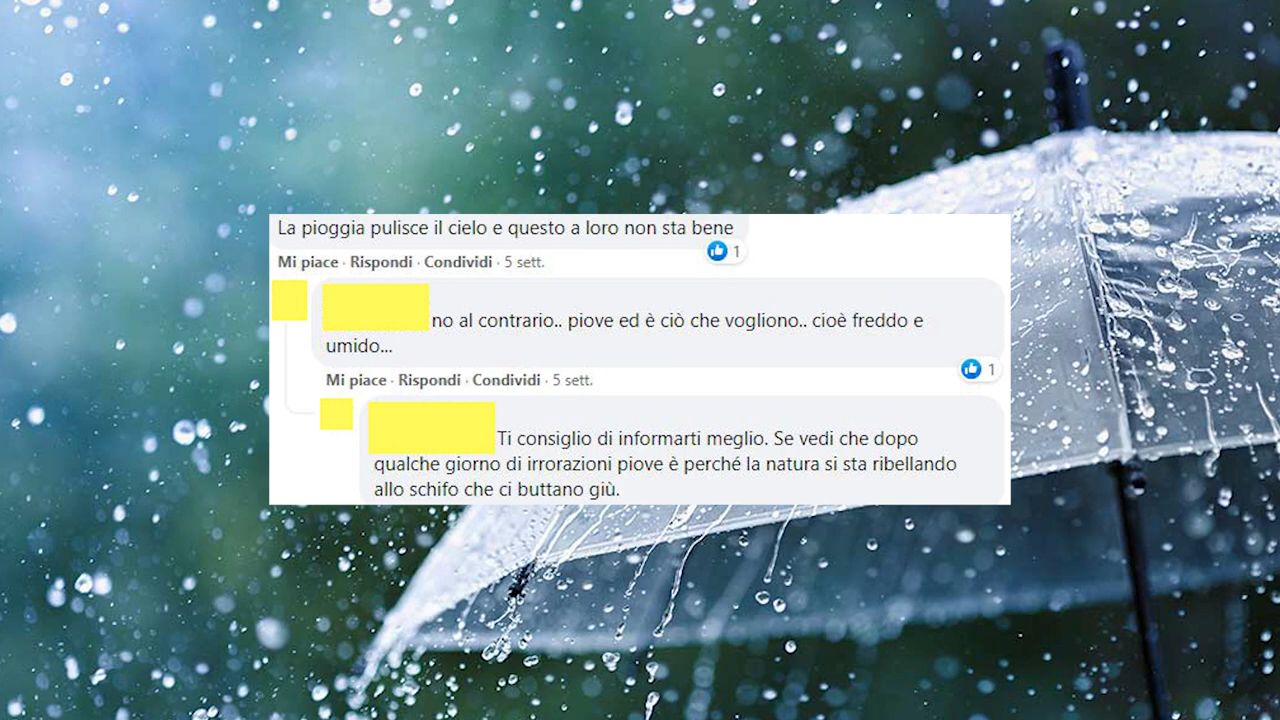 La pioggia pulisce il cielo e questo a loro non sta bene
1
Mi piace · Rispondi · Condividi · 5 sett.
no al contrario.. piove ed è ciò che vogliono.. cioè freddo e
umido...
1
Mi piace · Rispondi · Condividi · 5 sett.
Ti consiglio di informarti meglio. Se vedi che dopo
qualche giorno di irrorazioni piove è perché la natura si sta ribellando
allo schifo che ci buttano giù.